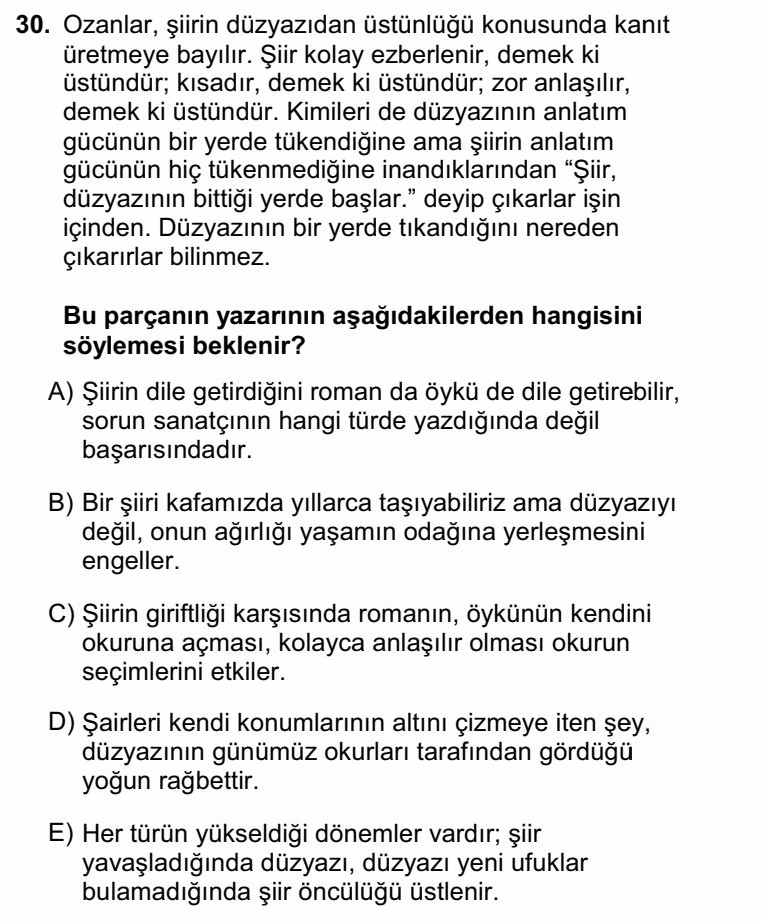 30. Ozanlar, şiirin düzyazıdan üstünlüğü konusunda kanıt
üretmeye bayılır. Şiir kolay ezberlenir, demek ki
üstündür; kısadır, demek ki üstündür; zor anlaşılır,
demek ki üstündür. Kimileri de düzyazının anlatım
gücünün bir yerde tükendiğine ama şiirin anlatım
gücünün hiç tükenmediğine inandıklarından “Şiir,
düzyazının bittiği yerde başlar.” deyip çıkarlar işin
içinden. Düzyazının bir yerde tıkandığını nereden
çıkarırlar bilinmez.
Bu parçanın yazarının aşağıdakilerden hangisini
söylemesi beklenir?
A) Şiirin dile getirdiğini roman da öykü de dile getirebilir,
sorun sanatçının hangi türde yazdığında değil
başarısındadır.
B) Bir şiiri kafamızda yıllarca taşıyabiliriz ama düzyazıyı
değil, onun ağırlığı yaşamın odağına yerleşmesini
engeller.
C) Şiirin giriftliği karşısında romanın, öykünün kendini
okuruna açması, kolayca anlaşılır olması okurun
seçimlerini etkiler.
D) Şairleri kendi konumlarının altını çizmeye iten şey,
düzyazının günümüz okurları tarafından gördüğü
yoğun rağbettir.
E) Her türün yükseldiği dönemler vardır; şiir
yavaşladığında düzyazı, düzyazı yeni ufuklar
bulamadığında şiir öncülüğü üstlenir.